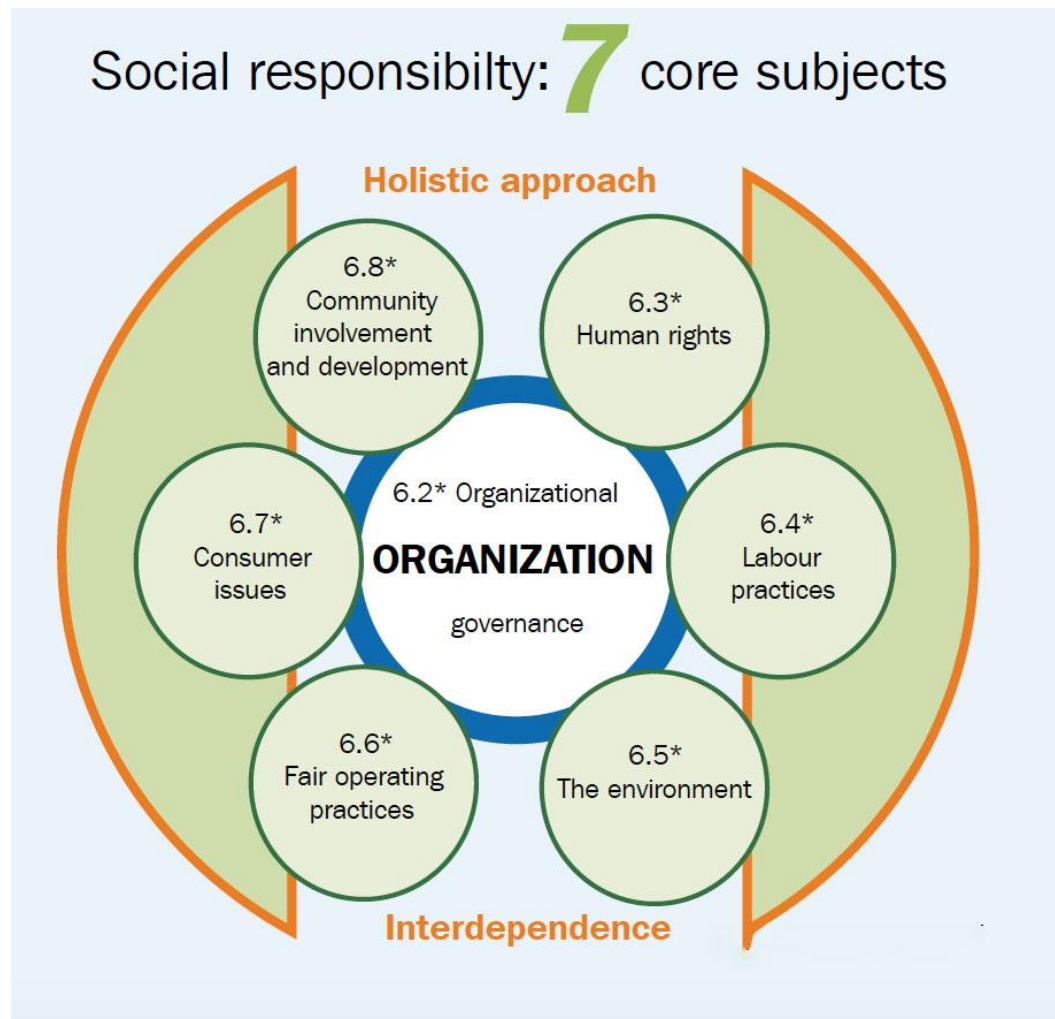 Social responsibilty: 7 core subjects
Holistic approach
6.8*
Community
involvement
and development
6.3*
Human rights
6.2* Organizational
ORGANIZATION
governance
6.7*
Consumer
issues
6.4*
Labour
practices
6.6*
Fair operating
practices
6.5*
The environment
Interdependence